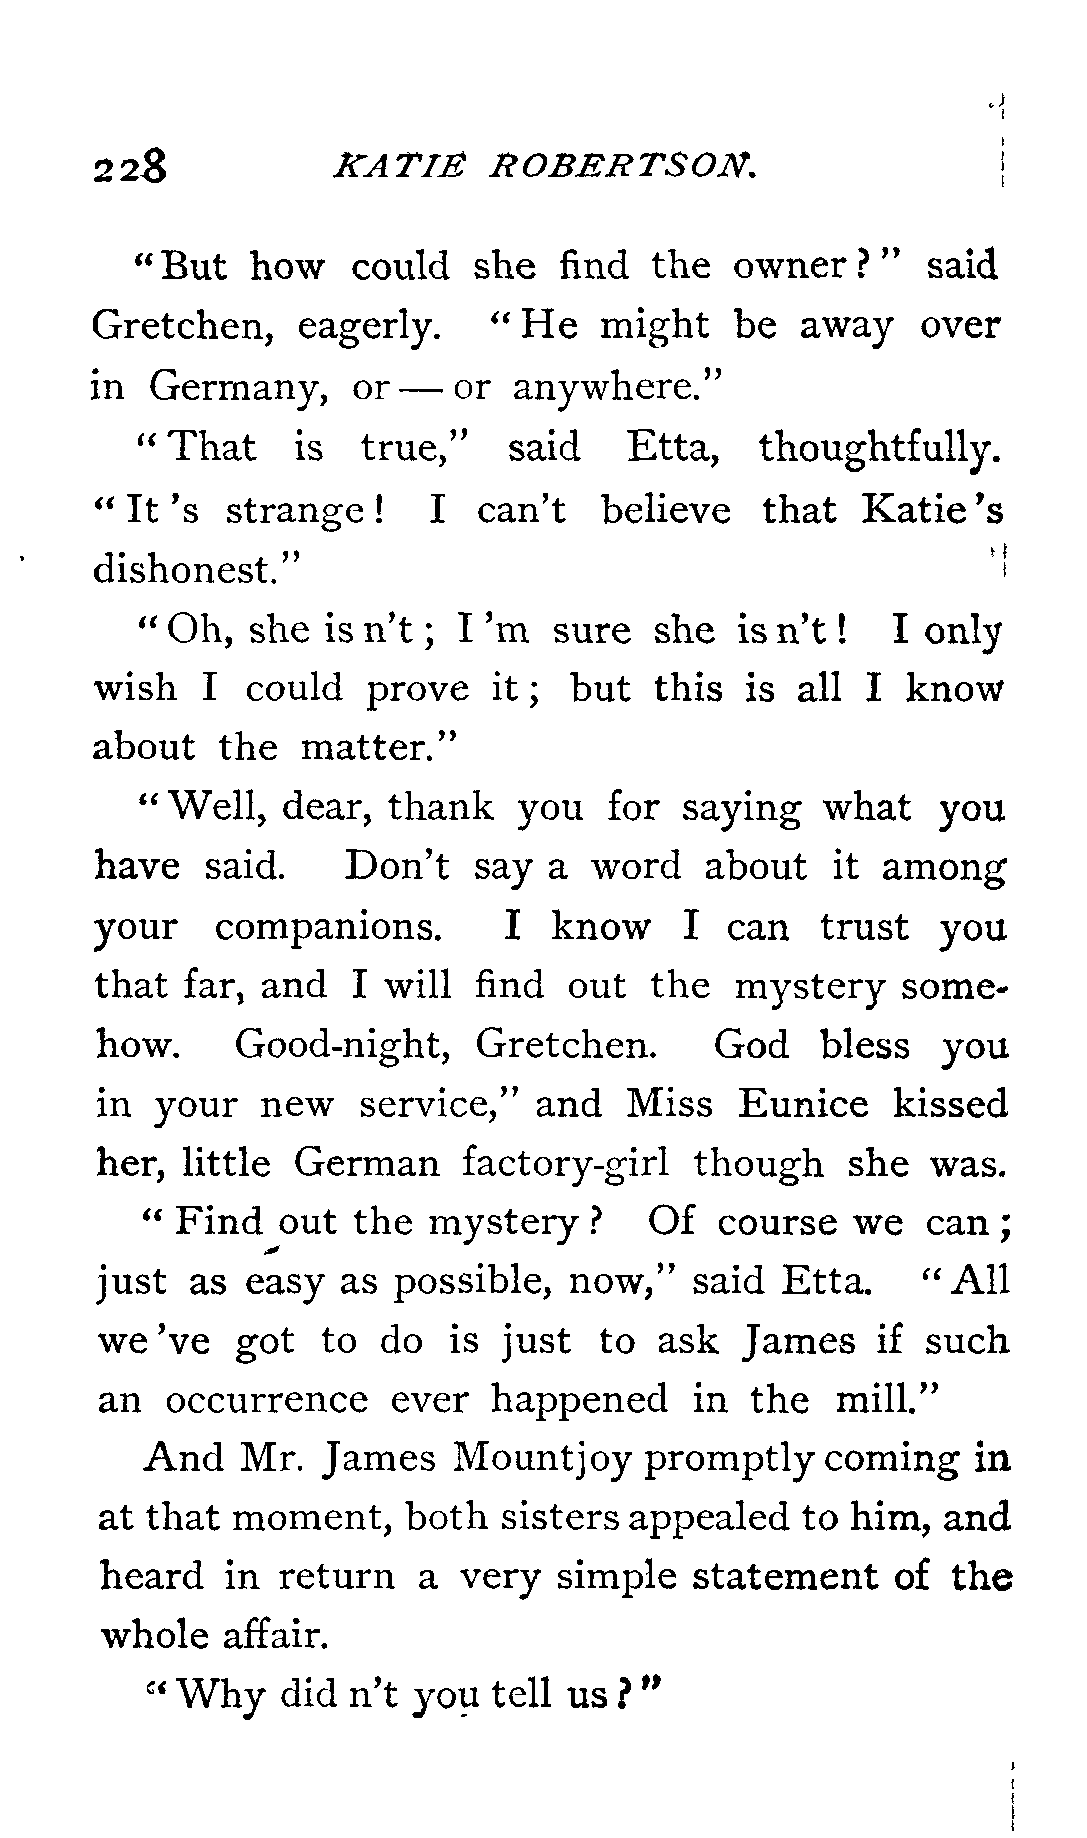 228 KATIE ROBERTSON.
"But how could she find the owner?" said
Gretchen, eagerly. "He might be away over
in Germany, or — or anywhere."
"That is true," said Etta, thoughtfully.
"It 's strange! I can't believe that Katie 's
dishonest."
"Oh, she is n't; I 'm sure she is n't! I only
wish I could prove it; but this is all I know
about the matter."
"Well, dear, thank you for saying what you
have said. Don't say a word about it among
your companions. I know I can trust you
that far, and I will find out the mystery some-
how. Good-night, Gretchen. God bless you
in your new service," and Miss Eunice kissed
her, little German factory-girl though she was.
"Find out the mystery? Of course we can;
just as easy as possible, now," said Etta. "All
we 've got to do is just to ask James if such
an occurrence ever happened in the mill."
And Mr. James Mountjoy promptly coming in
at that moment, both sisters appealed to him, and
heard in return a very simple statement of the
whole affair.
"Why did n't you tell us?"